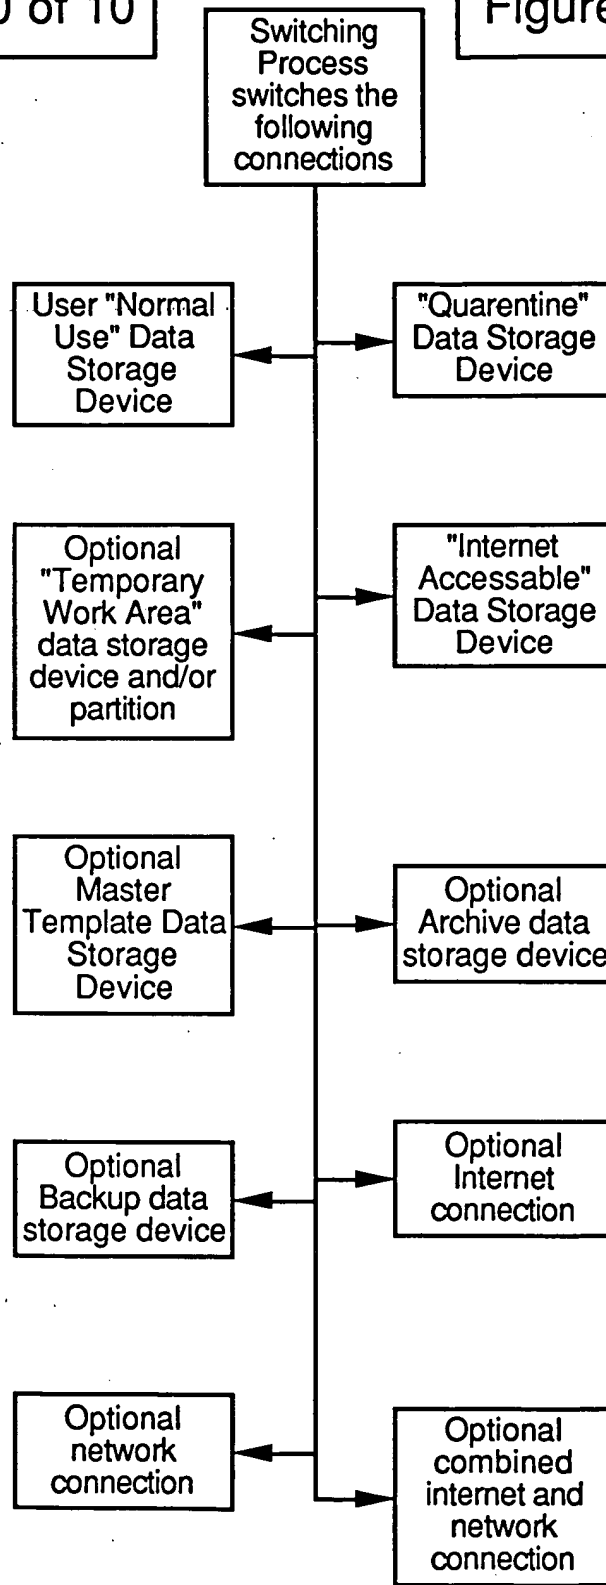 0 of 10
Figure
Switching
Process
switches the
following
connections
User "Normal
Use" Data
Storage
Device
"Quarentine"
Data Storage
Device
Optional
"Temporary
Work Area"
data storage
device and/or
partition
"Internet
Accessable"
Data Storage
Device
Optional
Master
Template Data
Storage
Device
Optional
Archive data
storage device
Optional
Backup data
storage device
Optional
Internet
connection
Optional
network
connection
Optional
combined
internet and
network
connection